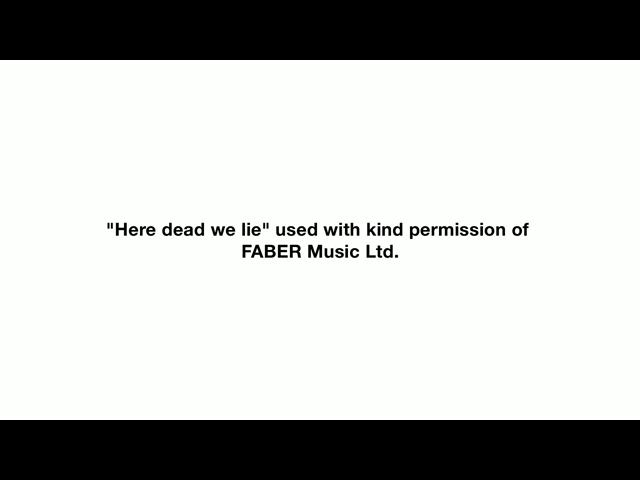 "Here dead we lie" used with kind permission of
FABER Music Ltd.